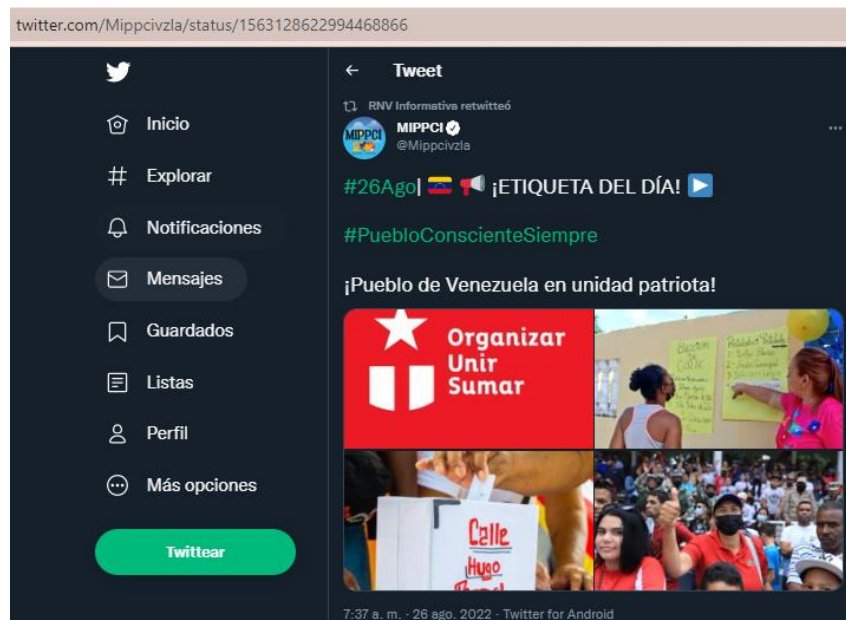 twitter.com/Mippcivzla/status/1563128622994468866
Inicio
Explorar
Notificaciones
Mensajes
Guardados
Listas
Perfil
Más opciones
Twittear
Tweet
RNV Informativa retwitteó
MIPPCI
@Mippcivzla
#26Ago| ¡ETIQUETA DEL DÍA!
#PuebloConscienteSiempre
¡Pueblo de Venezuela en unidad patriota!
MIPPCI
Organizar
Unir
Sumar
Calle
Hugo
7:37 a. m. · 26 ago. 2022 · Twitter for Android